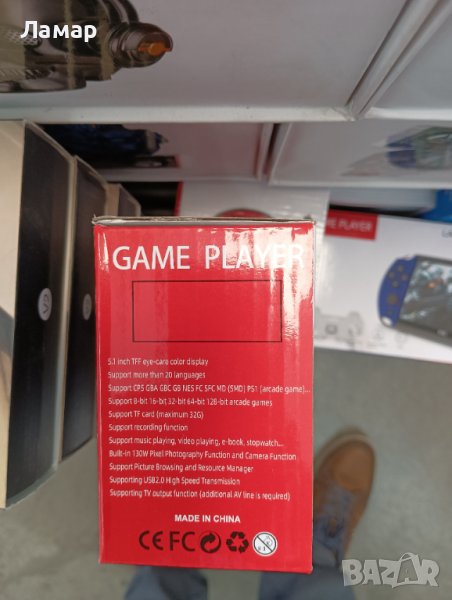 Ламар
GAME PLAYER
5.1 inch TFF eye-care color display
Support more than 20 languages
Support CPS GBA GBC GB NES FC SFC MD (SMD) PS1 (arcade game)...
Support 8-bit 16-bit 32-bit 64-bit 128-bit arcade games
Support TF card (maximum 32G)
Support recording function
Support music playing, video playing, e-book, stopwatch...
Built-in 130W Pixel Photography Function and Camera Function
Support Picture Browsing and Resource Manager
Supporting USB2.0 High Speed Transmission
Supporting TV output function (additional AV line is required)
MADE IN CHINA
CE FC
E PLAYER
BAZAR